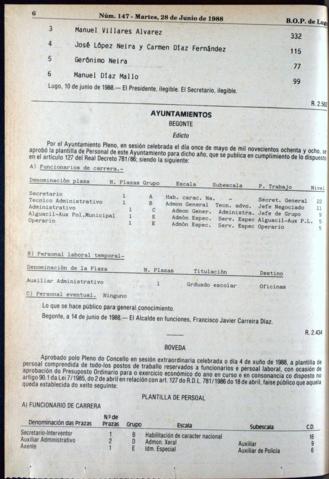 6 Núm. 147 - Martes, 28 de Junio de 1988 B.O.P. de Lugo
3 Manuel Villares Alvarez 332
4 José López Neira y Carmen Díaz Fernández 115
5 Gerónimo Neira 77
6 Manuel Díaz Mallo 99
Lugo, 10 de junio de 1988.— El Presidente, ilegible. El Secretario, ilegible.
R. 2.502
AYUNTAMIENTOS
BEGONTE
Edicto
Por el Ayuntamiento Pleno, en sesión celebrada el día once de mayo de mil novecientos ochenta y ocho, se
aprobó la plantilla de Personal de este Ayuntamiento para dicho año, que se publica en cumplimiento de lo dispuesto
en el artículo 127 del Real Decreto 781/86, siendo la siguiente:
A) Funcionarios de carrera.-
Denominación plaza N. Plazas Grupo Escala Subescala P. Trabajo Nivel
Secretario 1 A Hab. carac. Na. - Secret. General 22
Tecnico Administrativo 1 B Admon General Tecn. advo. Jefe Negociado 11
Administrativo 1 C Admon Gener. Administra. Jefe de Grupo 9
Alguacil-Aux Pol.Municipal 1 E Admón Espec. Serv. Espec Alguacil-Aux P.L. 5
Operario 1 E Admón Espec. Serv. Espec Operario 5
B) Personal laboral temporal-
Denominación de la Plaza N. Plazas Titulación Destino
Auxiliar Administrativo 1 Grduado escolar Oficinas
C) Personal eventual. Ninguno
Lo que se hace público para general conocimiento.
Begonte, a 14 de junio de 1988.— El Alcalde en funciones, Francisco Javier Carreira Díaz.
R. 2.434
BOVEDA
Aprobado polo Pleno do Concello en sesión extraordinaria celebrada o día 4 de xuño de 1988, a plantilla de
persoal comprendida de todo-los postos de traballo reservados a funcionarios e persoal laboral, con ocasión de
aprobación de Presuposto Ordinario para o exercicio económico do ano en curso e en consonancia co disposto no
artigo 90.1 da Lei 7/1985, do 2 de abril en relación con art. 127 do R.D.L. 781/1986 do 18 de abril, faise público que aquela
queda establecida do xeito seguinte:
PLANTILLA DE PERSOAL
A) FUNCIONARIO DE CARRERA
Denominación das Prazas Nº de Prazas Grupo Escala Subescala C.D.
Secretario-Interventor 1 B Habilitación de caracter nacional 16
Auxiliar Administrativo 2 D Admon. Xeral Auxiliar 9
Axente 1 E Idm. Especial Auxiliar de Policía 6